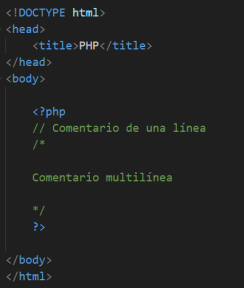 <!DOCTYPE html>
<head>
<title>PHP</title>
</head>
<body>
<?php
// Comentario de una línea
/*
Comentario multilínea
*/
?>
</body>
</html>